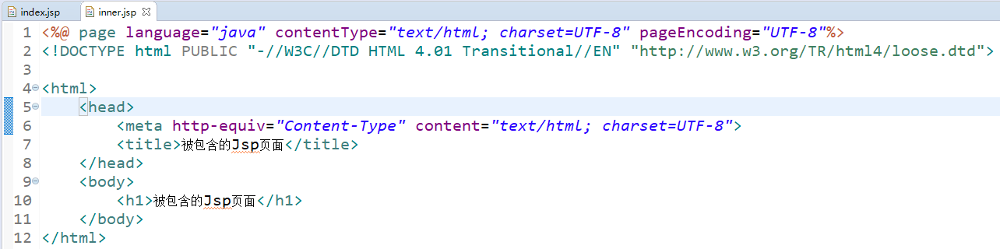 index.jsp inner.jsp
1 <%@ page language="java" contentType="text/html; charset=UTF-8" pageEncoding="UTF-8"%>
2 <!DOCTYPE html PUBLIC "-//W3C//DTD HTML 4.01 Transitional//EN" "http://www.w3.org/TR/html4/loose.dtd">
3
4 <html>
5     <head>
6         <meta http-equiv="Content-Type" content="text/html; charset=UTF-8">
7         <title>被包含的Jsp页面</title>
8     </head>
9     <body>
10         <h1>被包含的Jsp页面</h1>
11     </body>
12 </html>